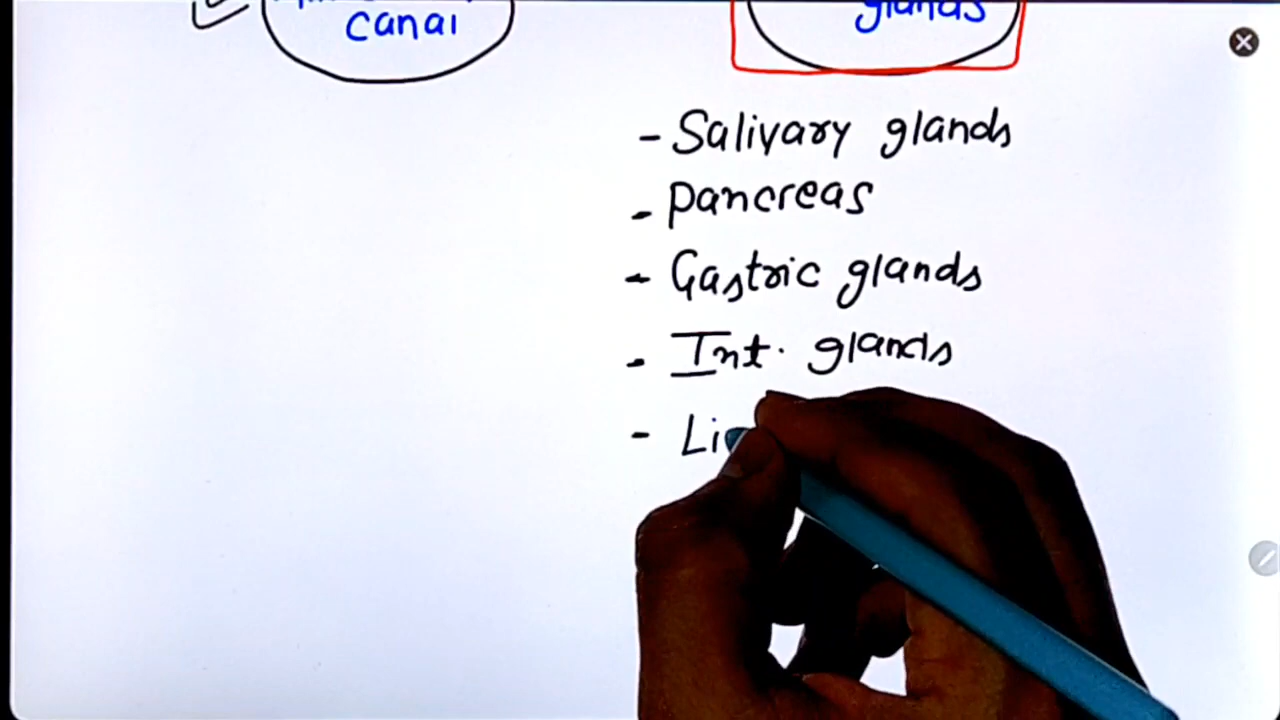 canal
glands
- Salivary glands
- Pancreas
- Gastric glands
- Int. glands
- Li